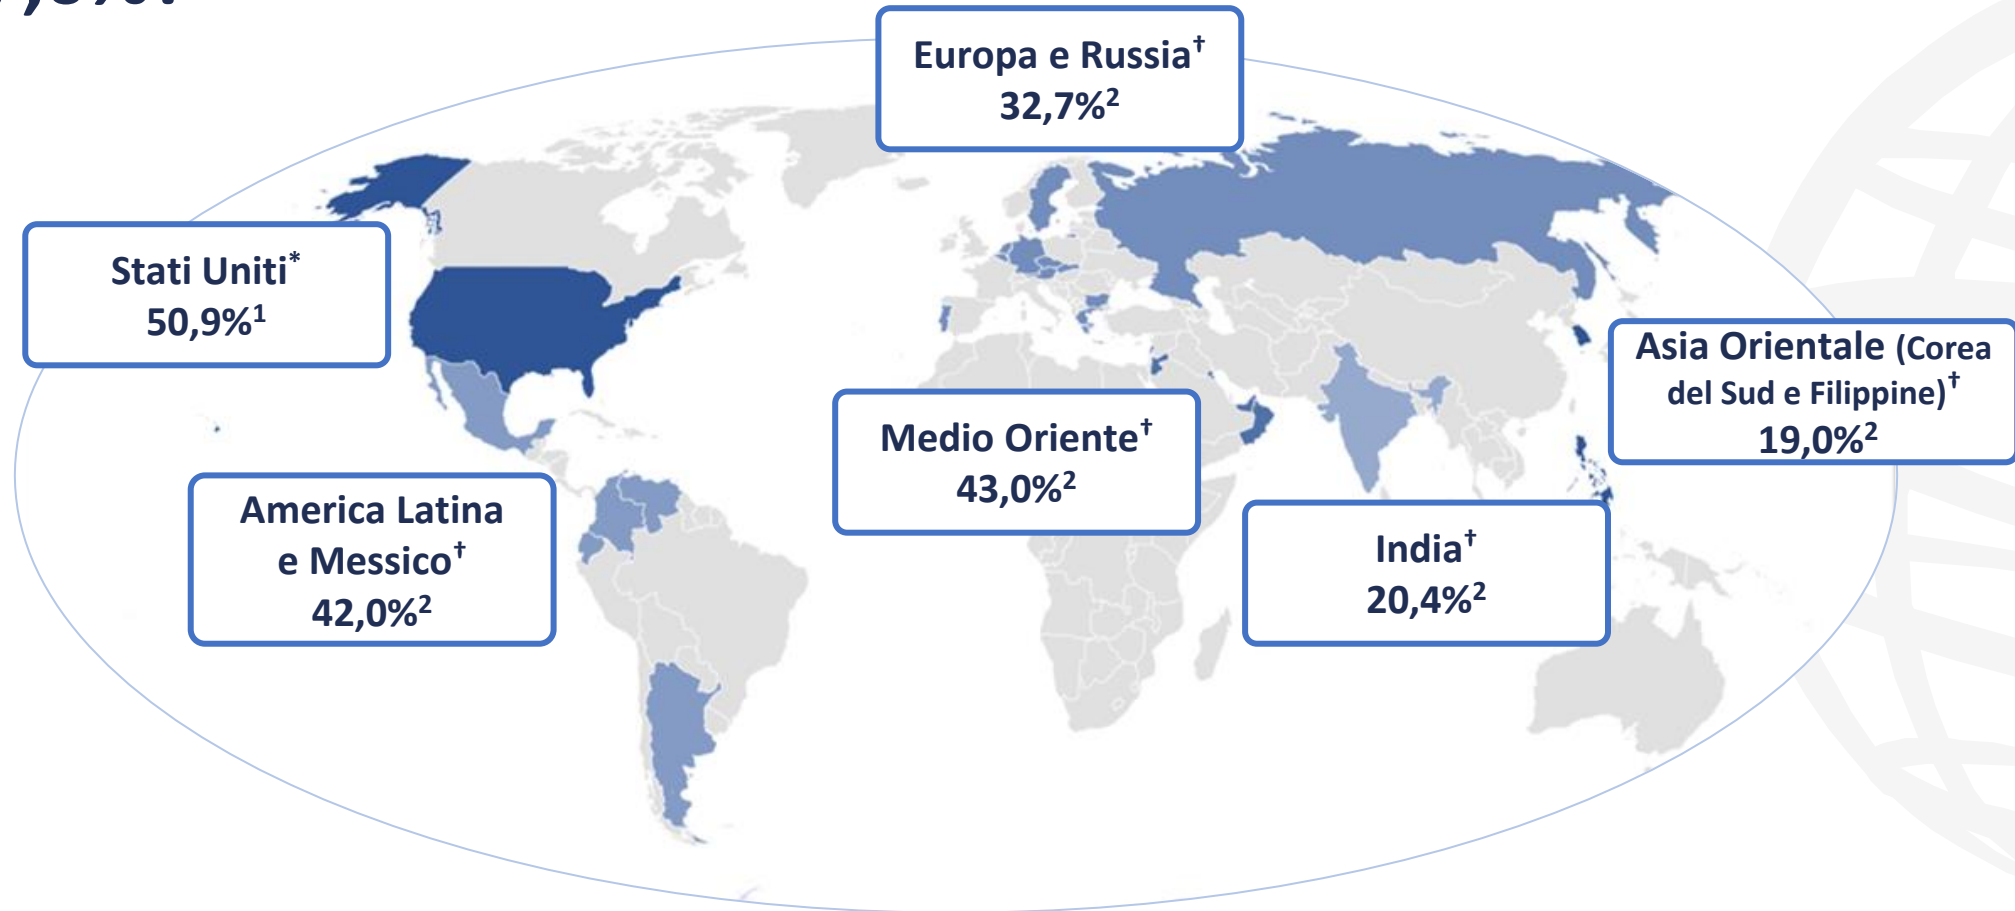 Europa e Russia†
32,7%²
Stati Uniti*
50,9%¹
Asia Orientale (Corea
del Sud e Filippine)†
19,0%²
Medio Oriente†
43,0%²
America Latina
e Messico†
42,0%²
India†
20,4%²